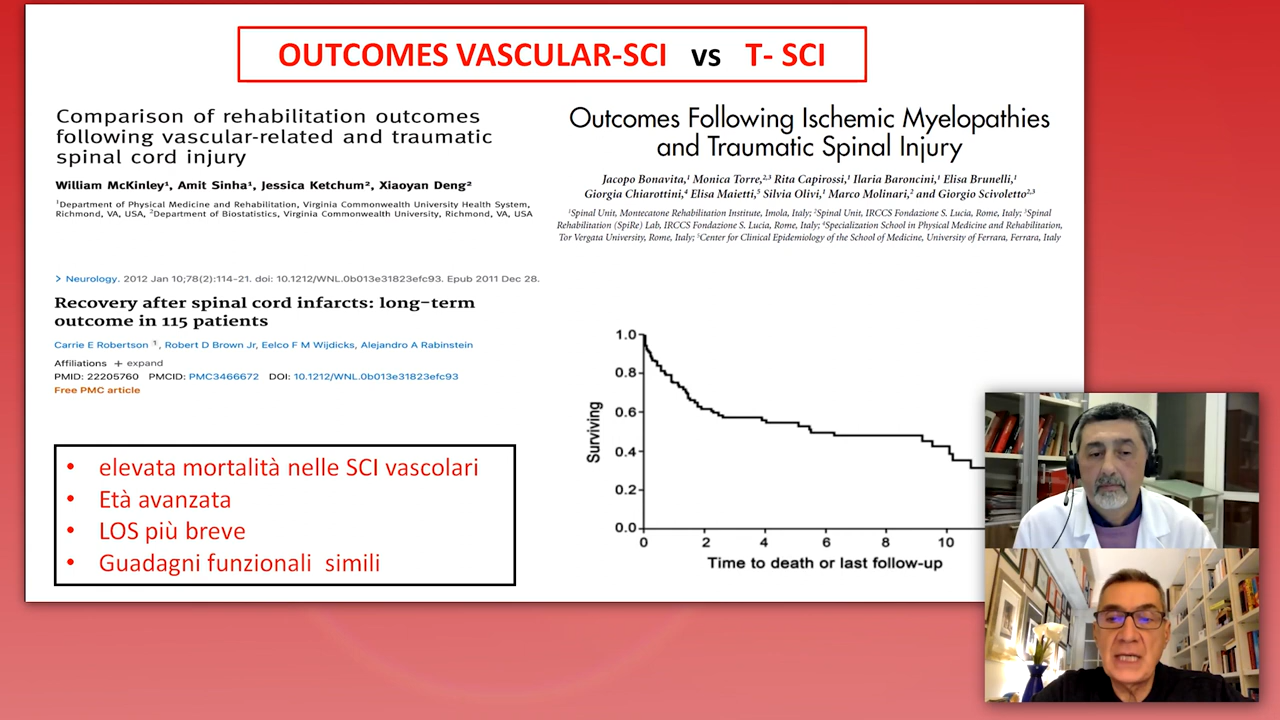 OUTCOMES VASCULAR-SCI vs T- SCI
Comparison of rehabilitation outcomes
following vascular-related and traumatic
spinal cord injury
William McKinley¹, Amit Sinha¹, Jessica Ketchum², Xiaoyan Deng²
¹Department of Physical Medicine and Rehabilitation, Virginia Commonwealth University Health System,
Richmond, VA, USA, ²Department of Biostatistics, Virginia Commonwealth University, Richmond, VA, USA
Outcomes Following Ischemic Myelopathies
and Traumatic Spinal Injury
Jacopo Bonavita,¹ Monica Torre,²,³ Rita Capirossi,¹ Ilaria Baroncini,¹ Elisa Brunelli,¹
Giorgia Chiarottini,⁴ Elisa Maietti,⁵ Silvia Olivi,¹ Marco Molinari,² and Giorgio Scivoletto²,³
¹Spinal Unit, Montecatone Rehabilitation Institute, Imola, Italy; ²Spinal Unit, IRCCS Fondazione S. Lucia, Rome, Italy; ³Spinal
Rehabilitation (SpiRe) Lab, IRCCS Fondazione S. Lucia, Rome, Italy; ⁴Specialization School in Physical Medicine and Rehabilitation,
Tor Vergata University, Rome, Italy; ⁵Center for Clinical Epidemiology of the School of Medicine, University of Ferrara, Ferrara, Italy
> Neurology. 2012 Jan 10;78(2):114-21. doi: 10.1212/WNL.0b013e31823efc93. Epub 2011 Dec 28.
Recovery after spinal cord infarcts: long-term
outcome in 115 patients
Carrie E Robertson ¹, Robert D Brown Jr, Eelco F M Wijdicks, Alejandro A Rabinstein
Affiliations + expand
PMID: 22205760 PMCID: PMC3466672 DOI: 10.1212/WNL.0b013e31823efc93
Free PMC article
• elevata mortalità nelle SCI vascolari
• Età avanzata
• LOS più breve
• Guadagni funzionali simili
Surviving
1.0
0.8
0.6
0.4
0.2
0.0
0 2 4 6 8 10
Time to death or last follow-up